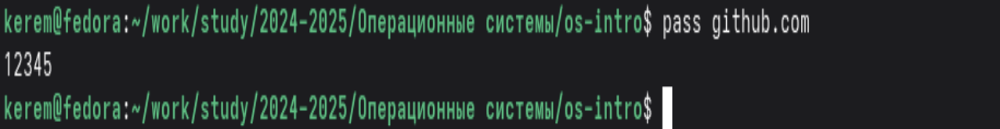 kerem@fedora:~/work/study/2024-2025/Операционные системы/os-intro$ pass github.com
12345
kerem@fedora:~/work/study/2024-2025/Операционные системы/os-intro$